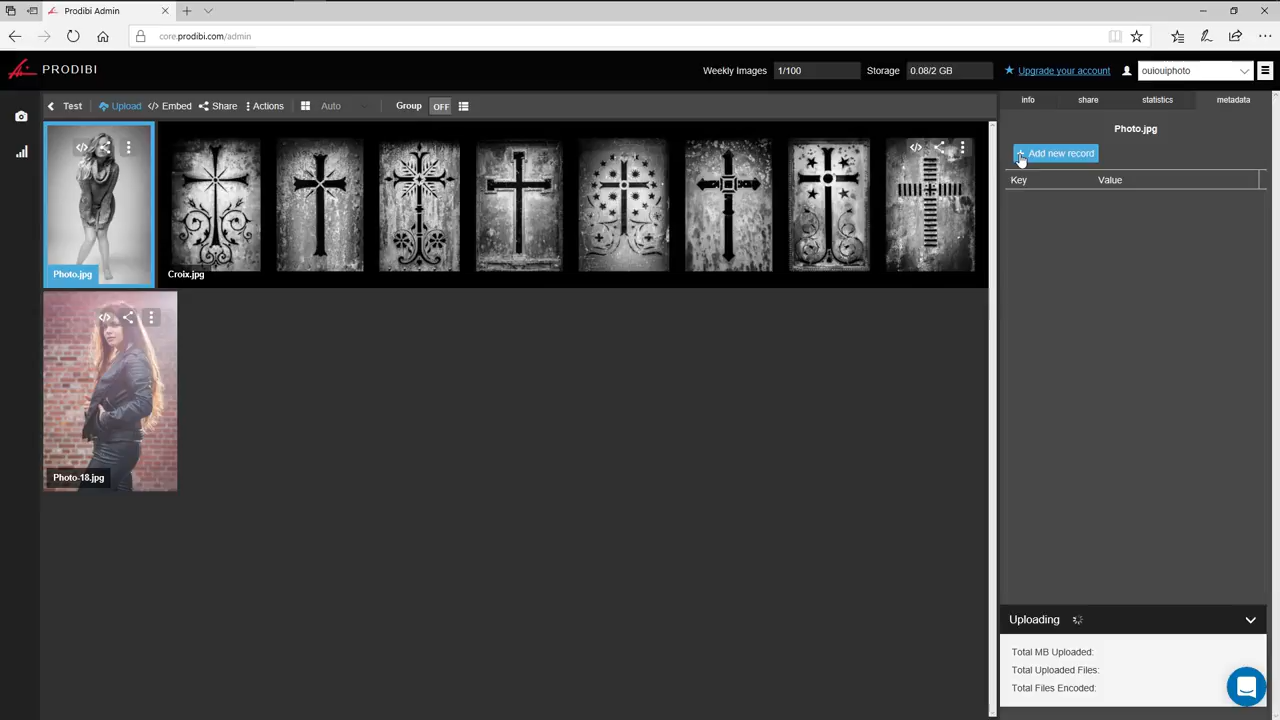 Prodibi Admin
core.prodibi.com/admin
PRODIBI
Weekly Images 1/100 Storage 0.08/2 GB Upgrade your account ouiouiphoto
Test Upload Embed Share Actions Auto Group OFF
info share statistics metadata
Photo.jpg
Add new record
Key Value
Photo.jpg
Croix.jpg
Photo-18.jpg
Uploading
Total MB Uploaded:
Total Uploaded Files:
Total Files Encoded: